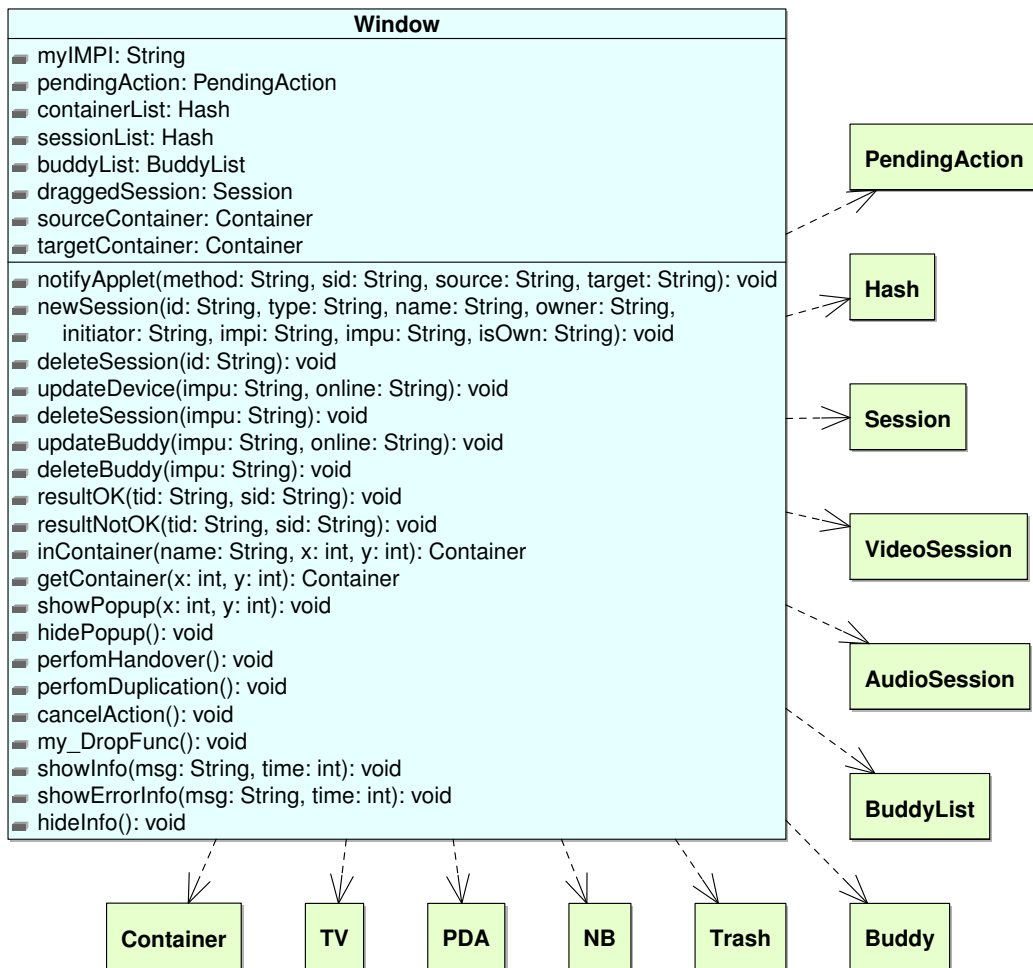 Window
myIMPI: String
pendingAction: PendingAction
containerList: Hash
sessionList: Hash
buddyList: BuddyList
draggedSession: Session
sourceContainer: Container
targetContainer: Container
notifyApplet(method: String, sid: String, source: String, target: String): void
newSession(id: String, type: String, name: String, owner: String,
initiator: String, impi: String, impu: String, isOwn: String): void
deleteSession(id: String): void
updateDevice(impu: String, online: String): void
deleteSession(impu: String): void
updateBuddy(impu: String, online: String): void
deleteBuddy(impu: String): void
resultOK(tid: String, sid: String): void
resultNotOK(tid: String, sid: String): void
inContainer(name: String, x: int, y: int): Container
getContainer(x: int, y: int): Container
showPopup(x: int, y: int): void
hidePopup(): void
perfomHandover(): void
perfomDuplication(): void
cancelAction(): void
my_DropFunc(): void
showInfo(msg: String, time: int): void
showErrorInfo(msg: String, time: int): void
hideInfo(): void
PendingAction
Hash
Session
VideoSession
AudioSession
BuddyList
Container
TV
PDA
NB
Trash
Buddy